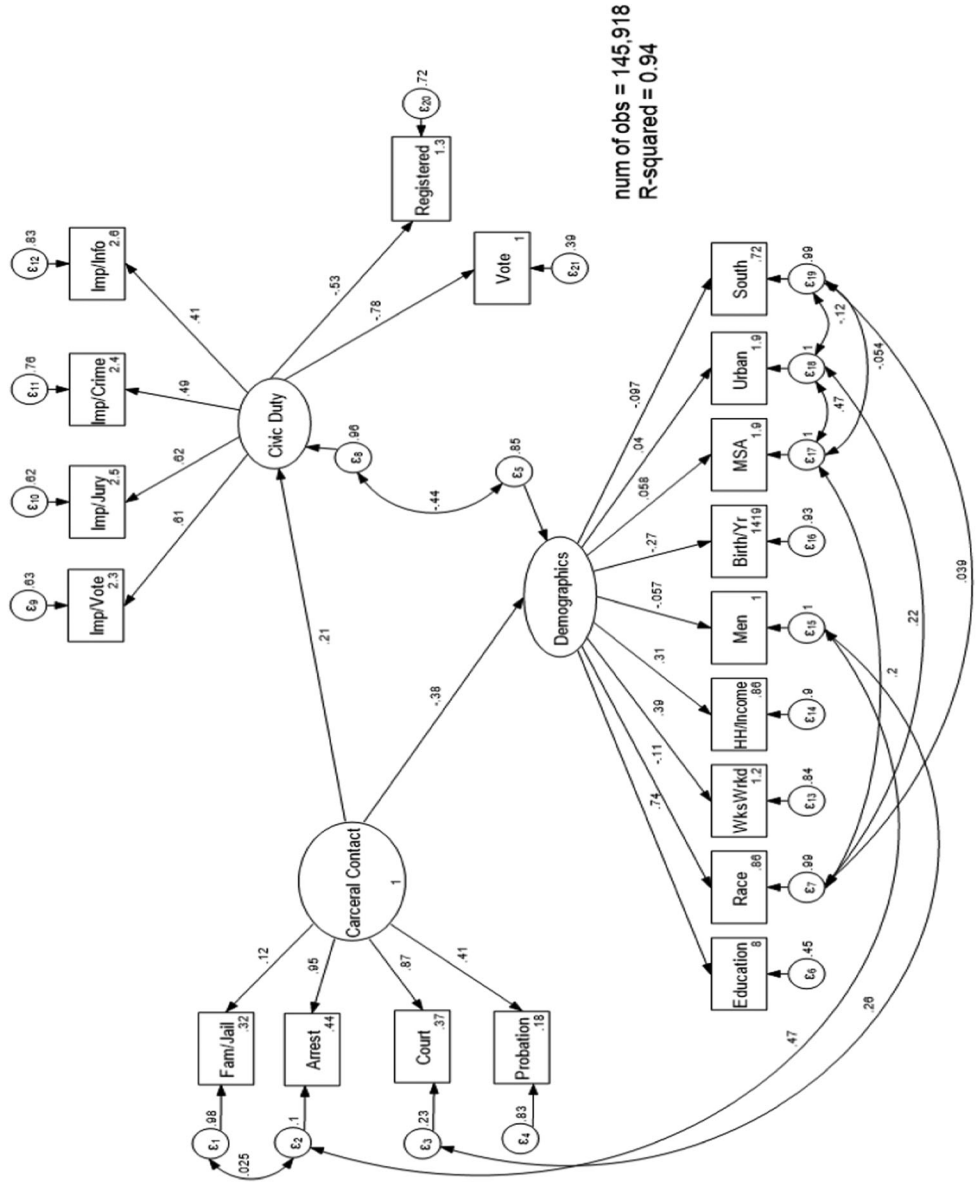 num of obs = 145,918
R-squared = 0.94
ε12
.83
Imp/Info
2.6
ε11
.76
Imp/Crime
2.4
ε10
.62
Imp/Jury
2.5
ε9
.63
Imp/Vote
2.3
ε20
.72
Registered
1.3
Vote
1
ε21
.39
.41
.49
.62
.61
-.53
-.78
Civic Duty
ε8
.96
-.44
ε5
.85
.21
-.38
Carceral Contact
1
Demographics
.12
.95
.87
.41
Fam/Jail
.32
Arrest
.44
Court
.37
Probation
.18
ε1
.98
ε2
.1
ε3
.23
ε4
.83
.025
.74
-.11
.39
.31
-.057
-.27
.058
.04
-.097
Education
8
Race
.86
WksWrkd
1.2
HH/Income
.86
Men
1
Birth/Yr
1419
MSA
1.9
Urban
1.9
South
.72
ε6
.45
ε7
.99
ε13
.84
ε14
.9
ε15
1
ε16
.93
ε17
1
ε18
1
ε19
.99
.47
-.12
-.054
.2
.22
.039
.47
.26